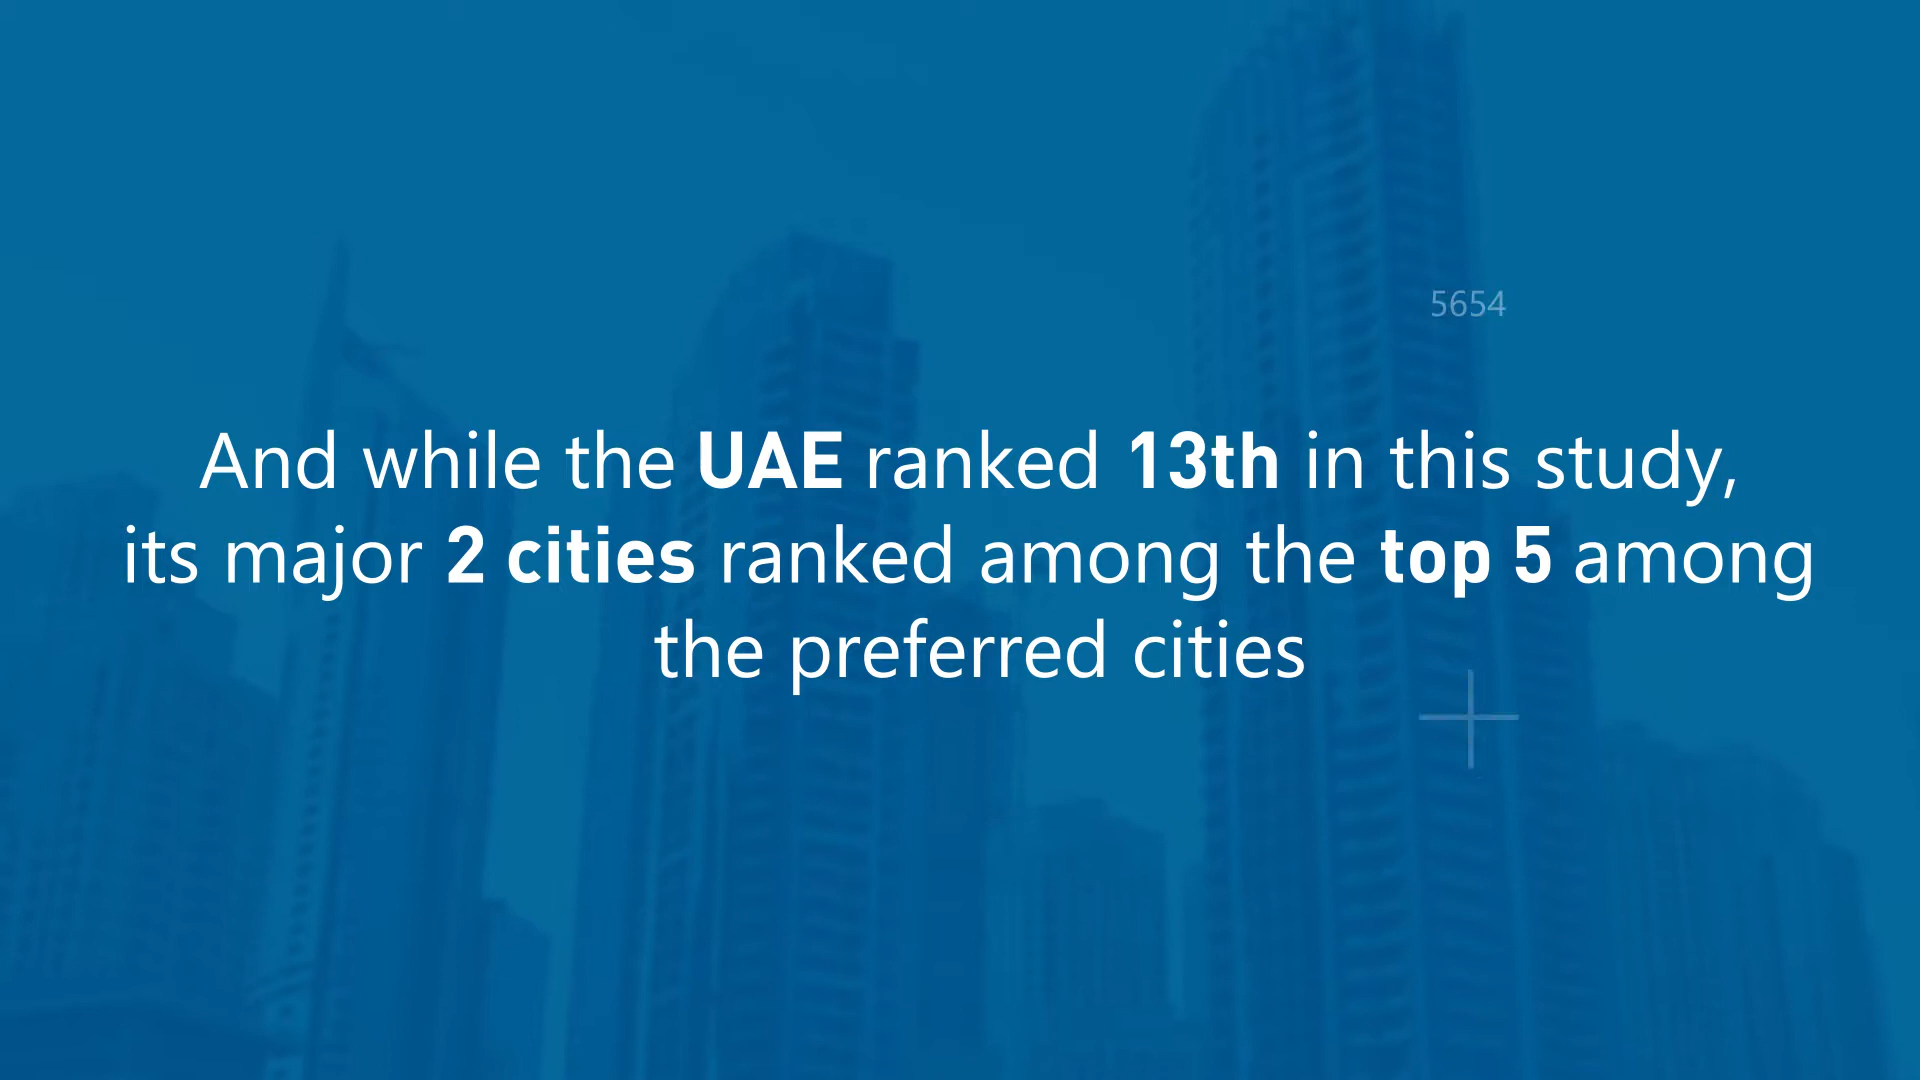 5654
And while the UAE ranked 13th in this study,
its major 2 cities ranked among the top 5 among
the preferred cities